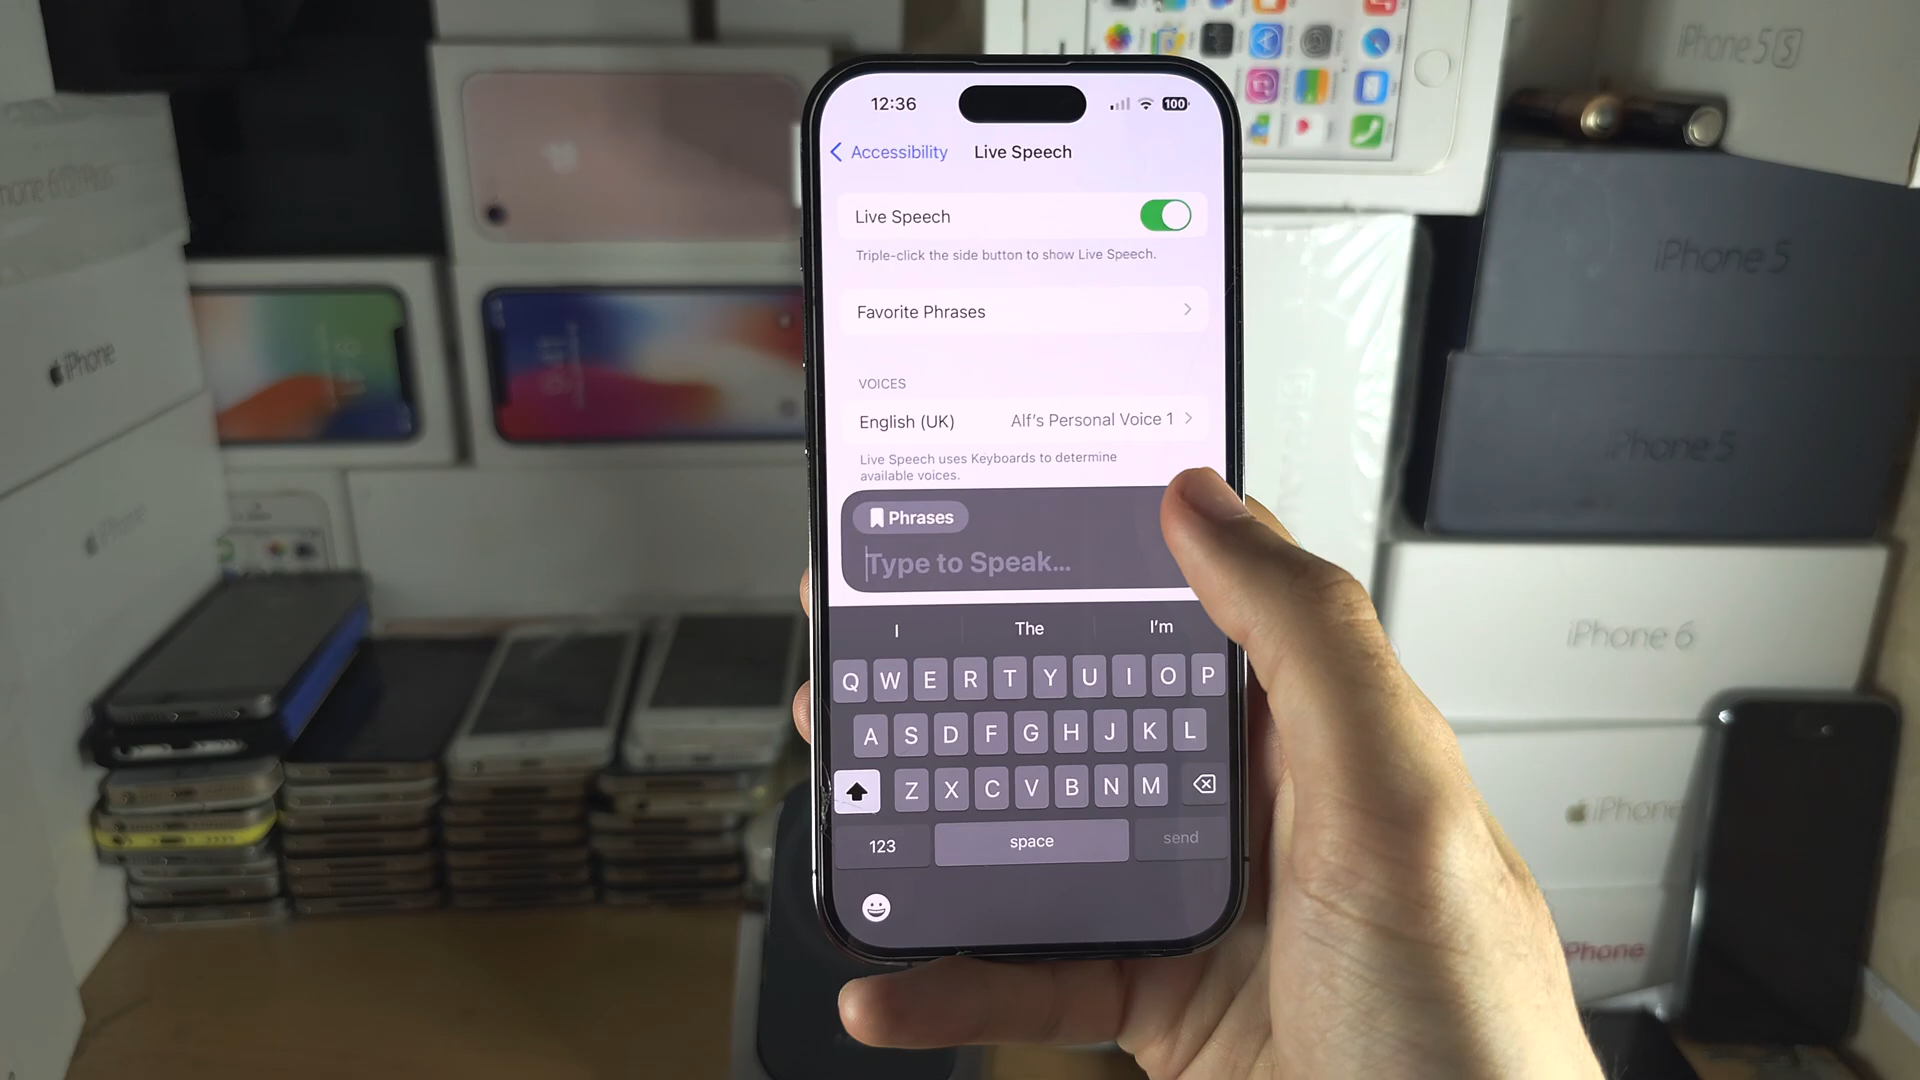 12:36
100
Accessibility
Live Speech
Live Speech
Triple-click the side button to show Live Speech.
Favorite Phrases
VOICES
English (UK)
Alf's Personal Voice 1
Live Speech uses Keyboards to determine
available voices.
Phrases
Type to Speak...
I
The
I'm
Q W E R T Y U I O P
A S D F G H J K L
Z X C V B N M
123
space
send
iPhone
iPhone
iPhone 5S
iPhone 5
iPhone 5
iPhone 6
iPhone
iPhone